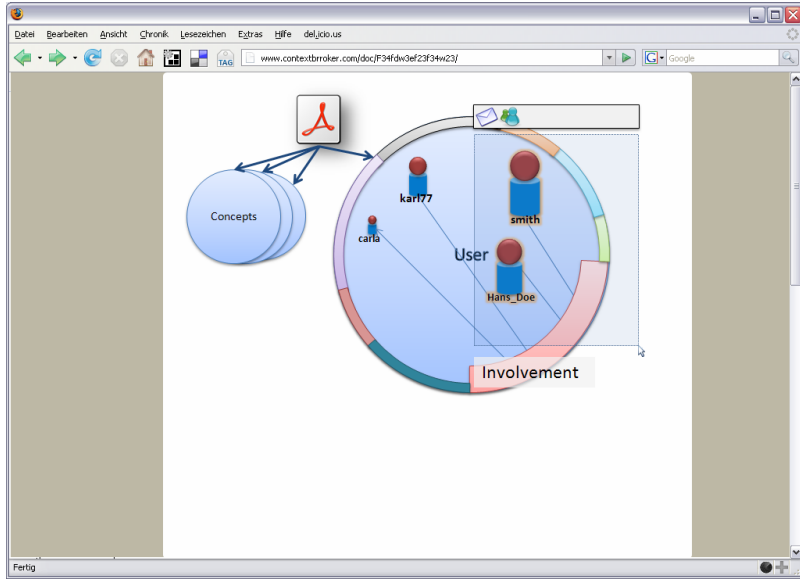 Datei Bearbeiten Ansicht Chronik Lesezeichen Extras Hilfe del.icio.us
TAG www.contextbrroker.com/doc/F34fdw3ef23f34w23/ G Google
karl77
smith
Concepts
carla
User
Hans_Doe
Involvement
Fertig